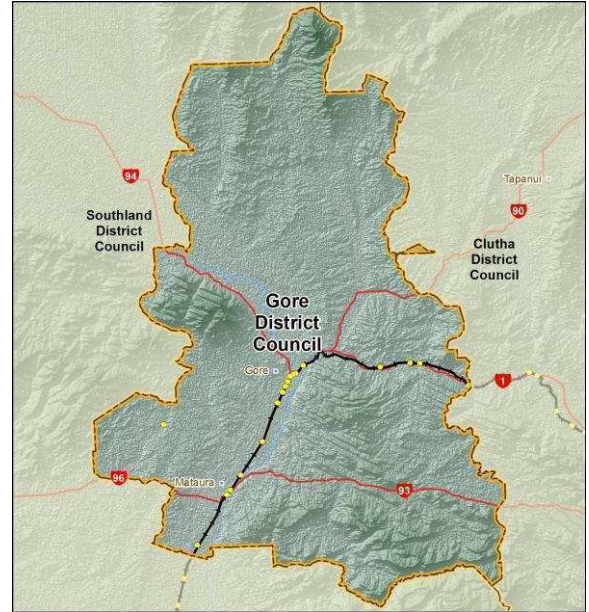 94
Tapanui
90
Southland
District
Council
Clutha
District
Council
Gore
District
Council
Gore
1
96
Mataura
93